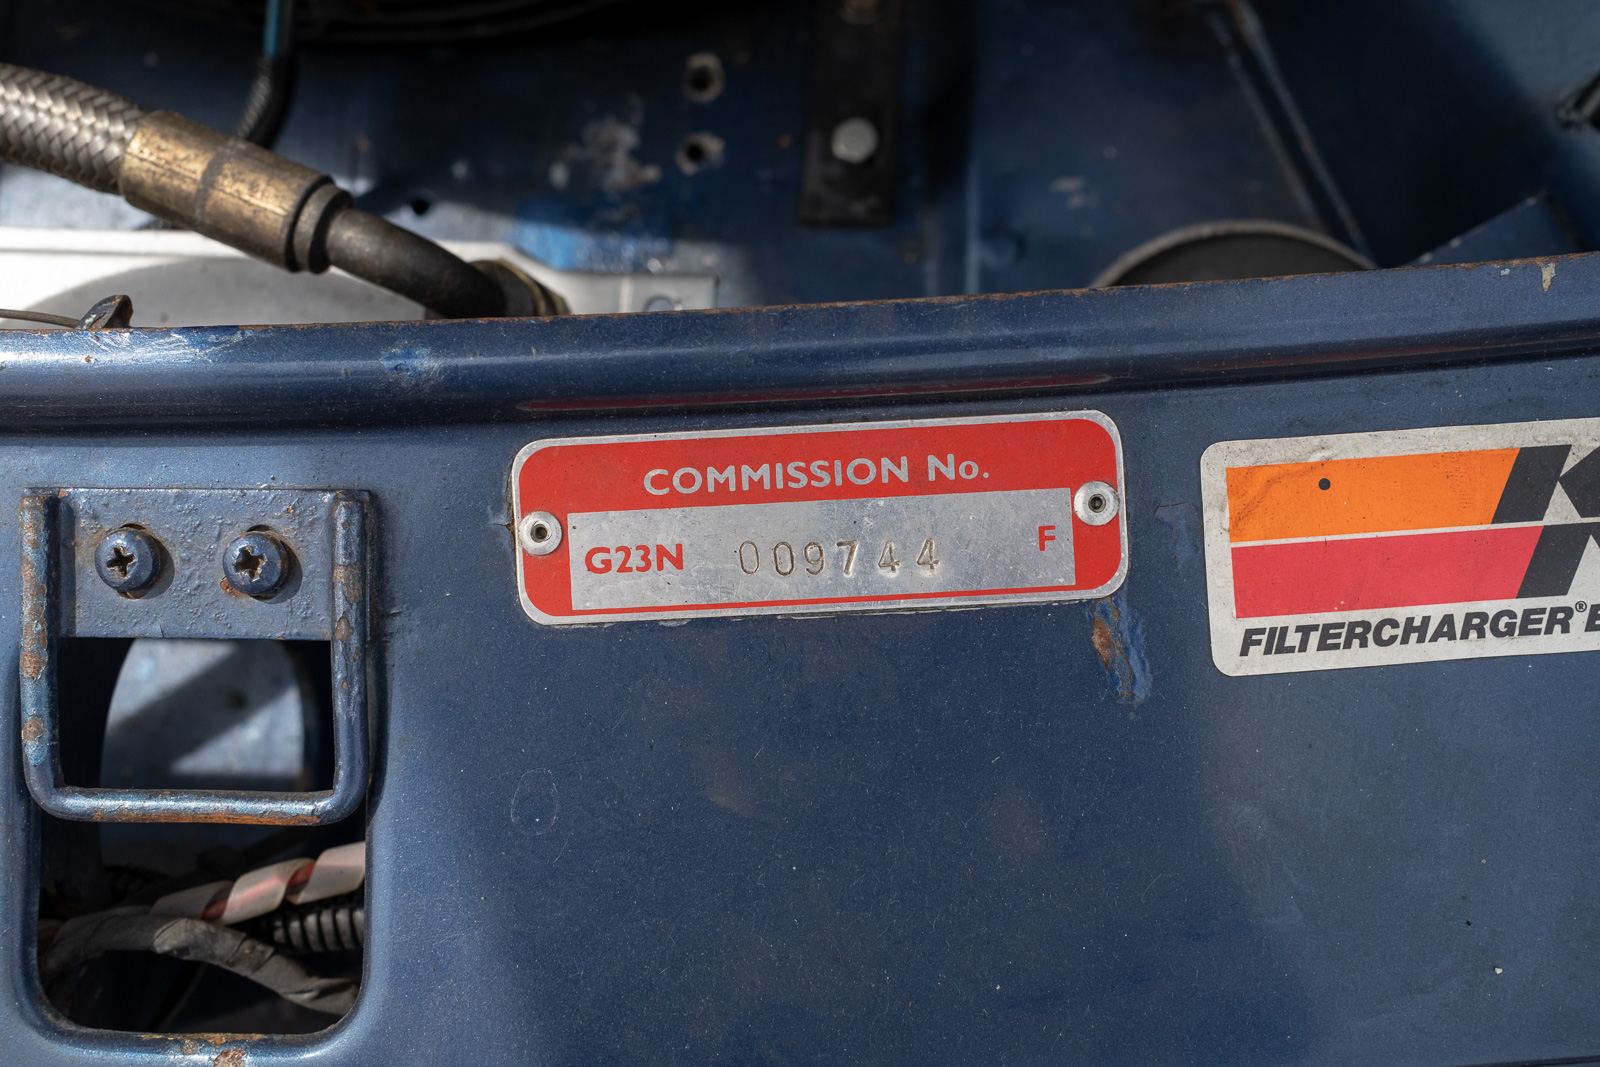 COMMISSION No.
G23N 009744 F
FILTERCHARGER®